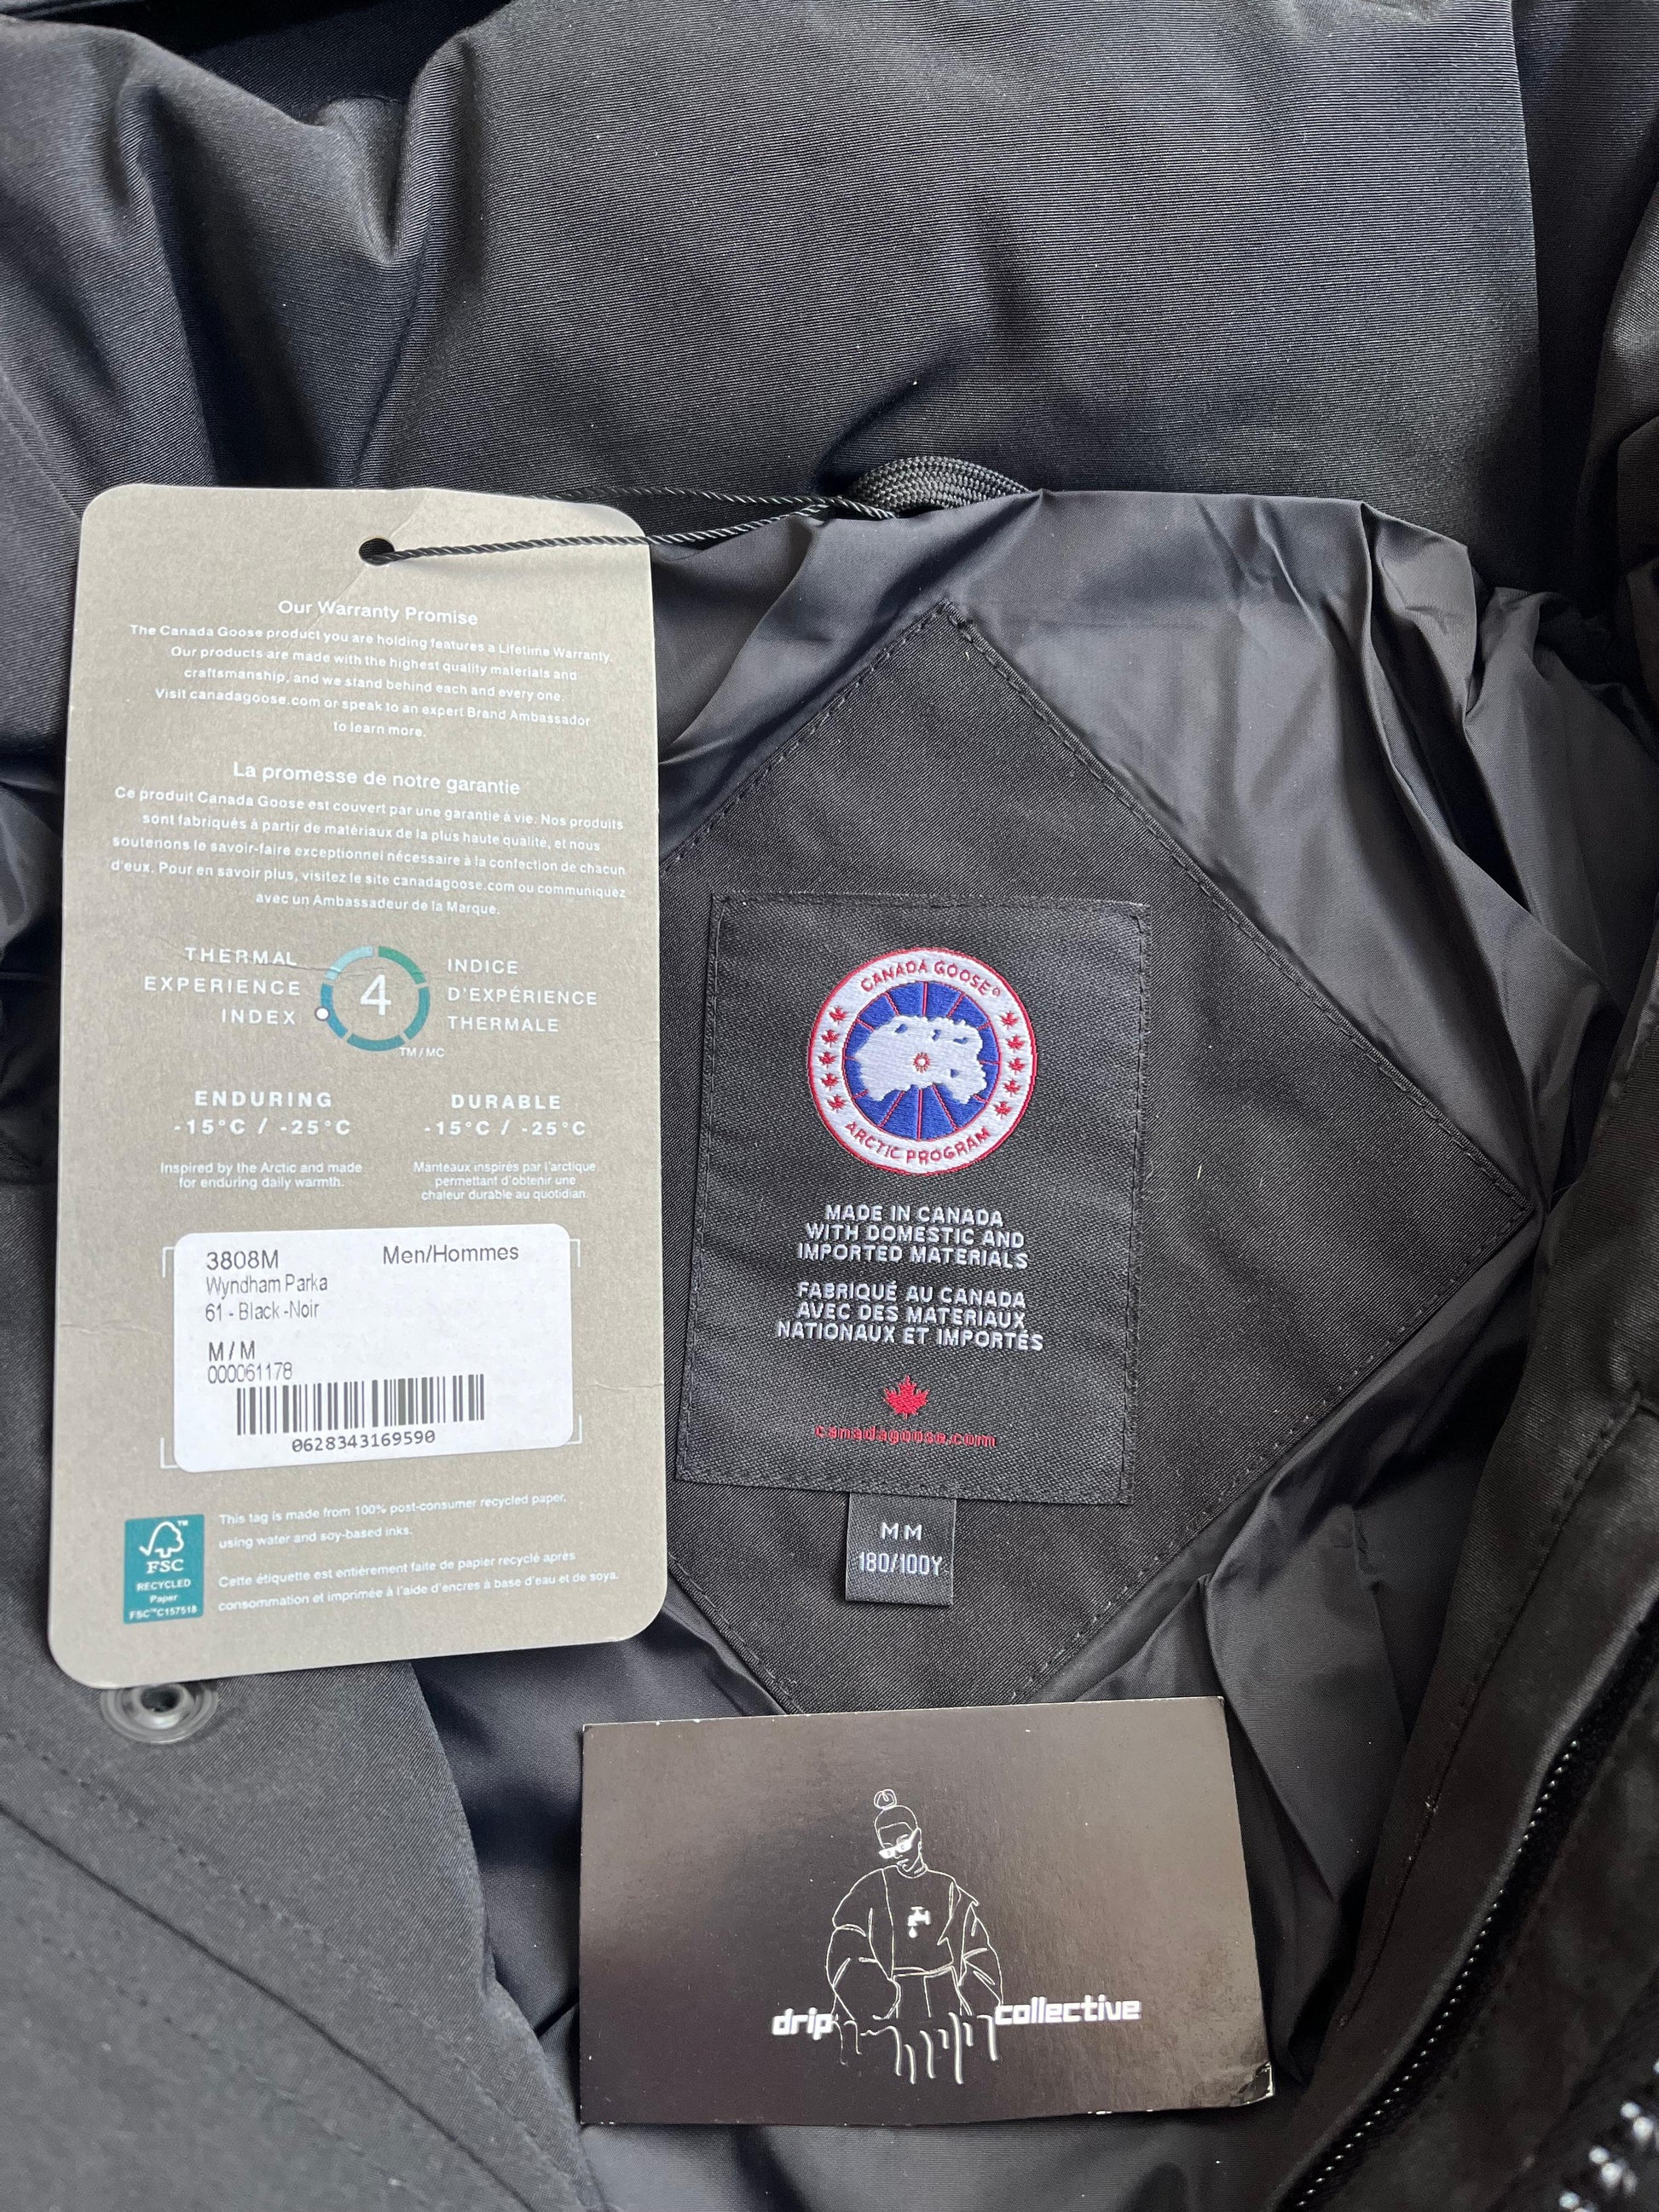 Our Warranty Promise
The Canada Goose product you are holding features a Lifetime Warranty.
Our products are made with the highest quality materials and
craftsmanship, and we stand behind each and every one.
Visit canadagoose.com or speak to an expert Brand Ambassador
to learn more.
La promesse de notre garantie
Ce produit Canada Goose est couvert par une garantie à vie. Nos produits
sont fabriqués à partir de matériaux de la plus haute qualité, et nous
soutenons le savoir-faire exceptionnel nécessaire à la confection de chacun
d'eux. Pour en savoir plus, visitez le site canadagoose.com ou communiquez
avec un Ambassadeur de la Marque.
THERMAL
EXPERIENCE
INDEX
4
TM/MC
INDICE
D'EXPÉRIENCE
THERMALE
ENDURING
-15°C / -25°C
Inspired by the Arctic and made
for enduring daily warmth.
DURABLE
-15°C / -25°C
Manteaux inspirés par l'arctique
permettant d'obtenir une
chaleur durable au quotidien.
3808M Men/Hommes
Wyndham Parka
61 - Black -Noir
M / M
000061178
0628343169590
FSC™
RECYCLED
Paper
FSC™C157518
This tag is made from 100% post-consumer recycled paper,
using water and soy-based inks.
Cette étiquette est entièrement faite de papier recyclé après
consommation et imprimée à l'aide d'encres à base d'eau et de soya.
CANADA GOOSE®
ARCTIC PROGRAM
MADE IN CANADA
WITH DOMESTIC AND
IMPORTED MATERIALS
FABRIQUÉ AU CANADA
AVEC DES MATERIAUX
NATIONAUX ET IMPORTÉS
canadagoose.com
M M
180/100Y
drip collective